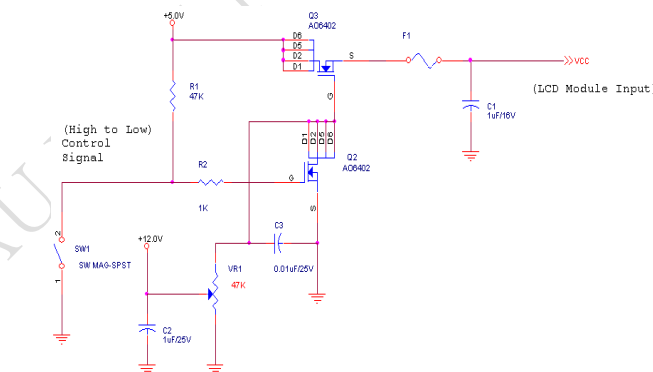 +5.0V
Q3
AO6402
D6
D5
D2
D1
S
G
F1
VCC
(LCD Module Input)
R1
47K
C1
1uF/16V
(High to Low)
Control
Signal
D1
D2
D5
D6
R2
1K
G
Q2
AO6402
S
2
SW1
SW MAG-SPST
1
+12.0V
C3
0.01uF/25V
VR1
47K
C2
1uF/25V